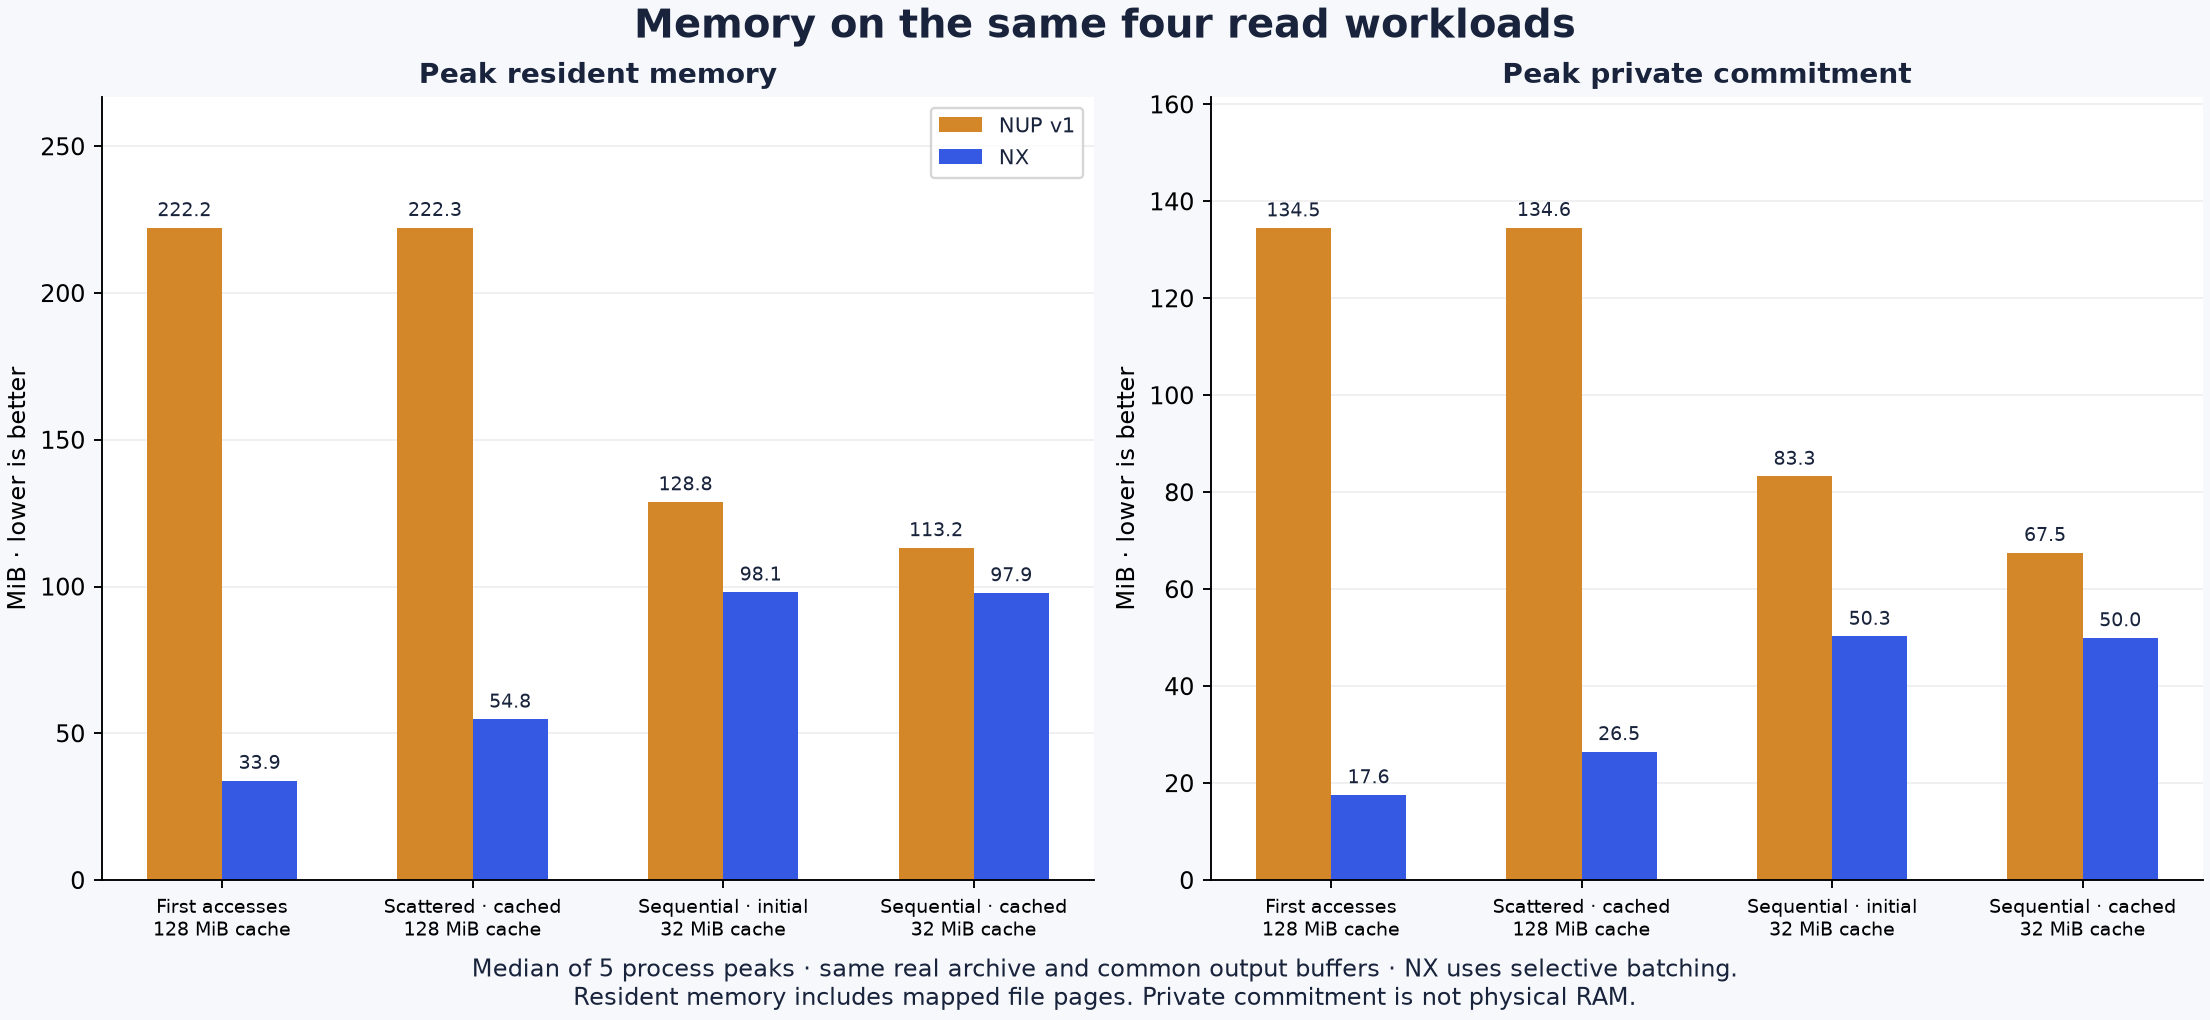 Memory on the same four read workloads
Peak resident memory
MiB · lower is better
250
200
150
100
50
0
NUP v1
NX
222.2
33.9
222.3
54.8
128.8
98.1
113.2
97.9
First accesses
128 MiB cache
Scattered · cached
128 MiB cache
Sequential · initial
32 MiB cache
Sequential · cached
32 MiB cache
Peak private commitment
MiB · lower is better
160
140
120
100
80
60
40
20
0
134.5
17.6
134.6
26.5
83.3
50.3
67.5
50.0
First accesses
128 MiB cache
Scattered · cached
128 MiB cache
Sequential · initial
32 MiB cache
Sequential · cached
32 MiB cache
Median of 5 process peaks · same real archive and common output buffers · NX uses selective batching.
Resident memory includes mapped file pages. Private commitment is not physical RAM.